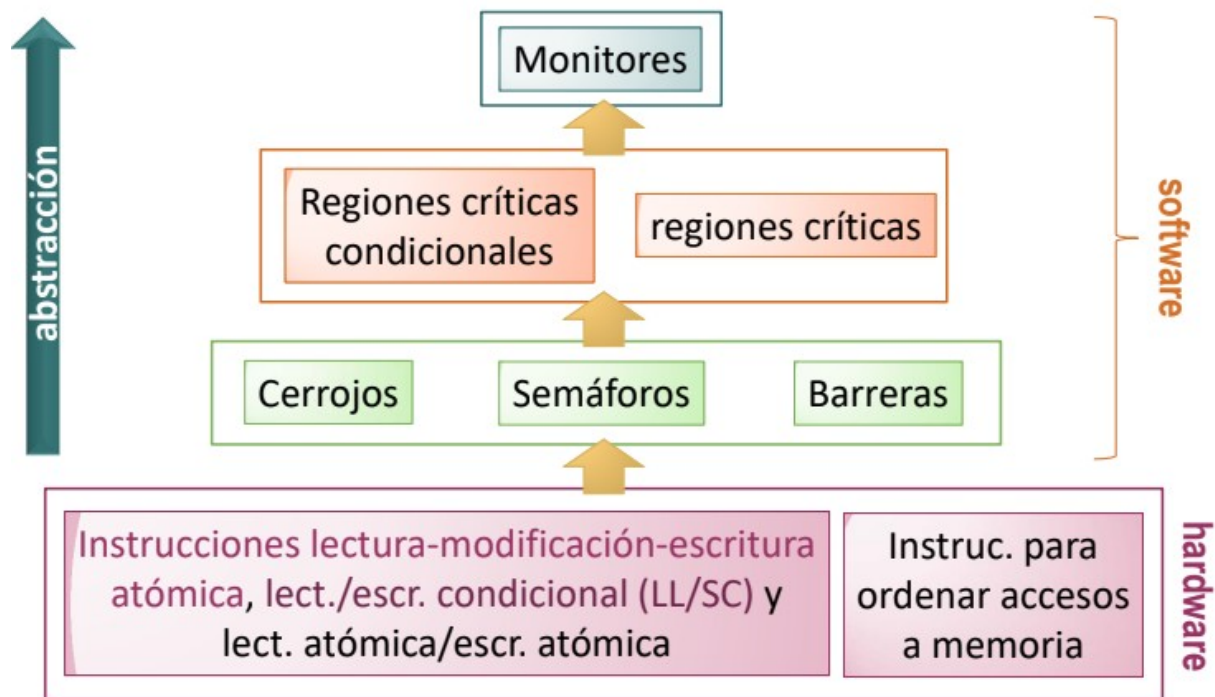 abstracción
Monitores
Regiones críticas
condicionales
regiones críticas
Cerrojos
Semáforos
Barreras
software
Instrucciones lectura-modificación-escritura
atómica, lect./escr. condicional (LL/SC) y
lect. atómica/escr. atómica
Instruc. para
ordenar accesos
a memoria
hardware